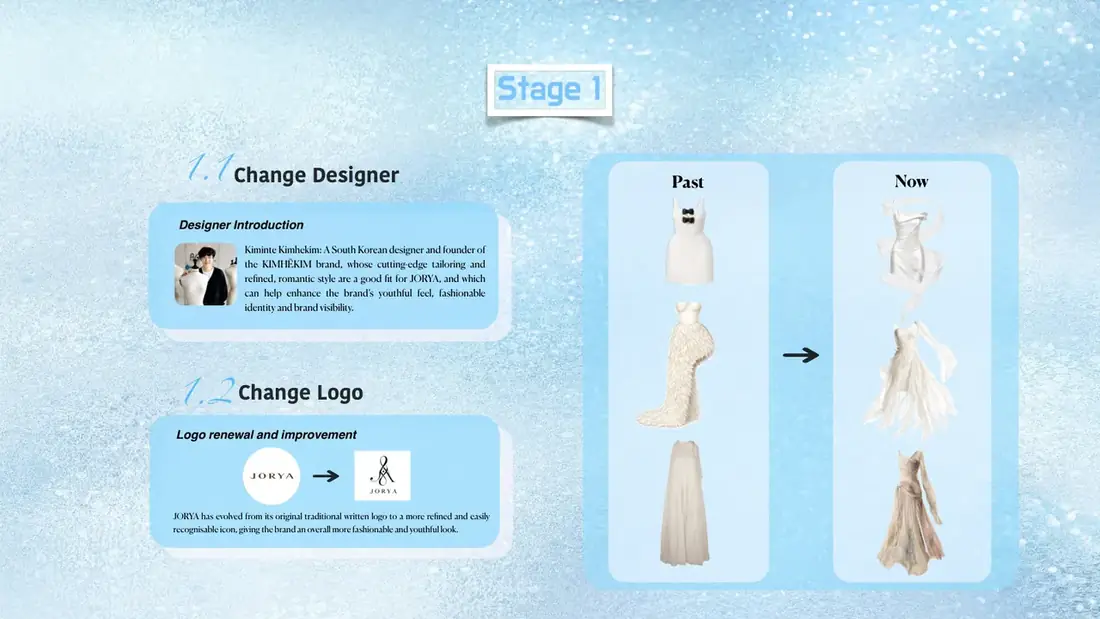 Stage 1
1.1 Change Designer
Designer Introduction
Kiminte Kimhekim: A South Korean designer and founder of
the KIMHĒKIM brand, whose cutting-edge tailoring and
refined, romantic style are a good fit for JORYA, and which
can help enhance the brand's youthful feel, fashionable
identity and brand visibility.
1.2 Change Logo
Logo renewal and improvement
JORYA
JORYA
JORYA has evolved from its original traditional written logo to a more refined and easily
recognisable icon, giving the brand an overall more fashionable and youthful look.
Past
Now